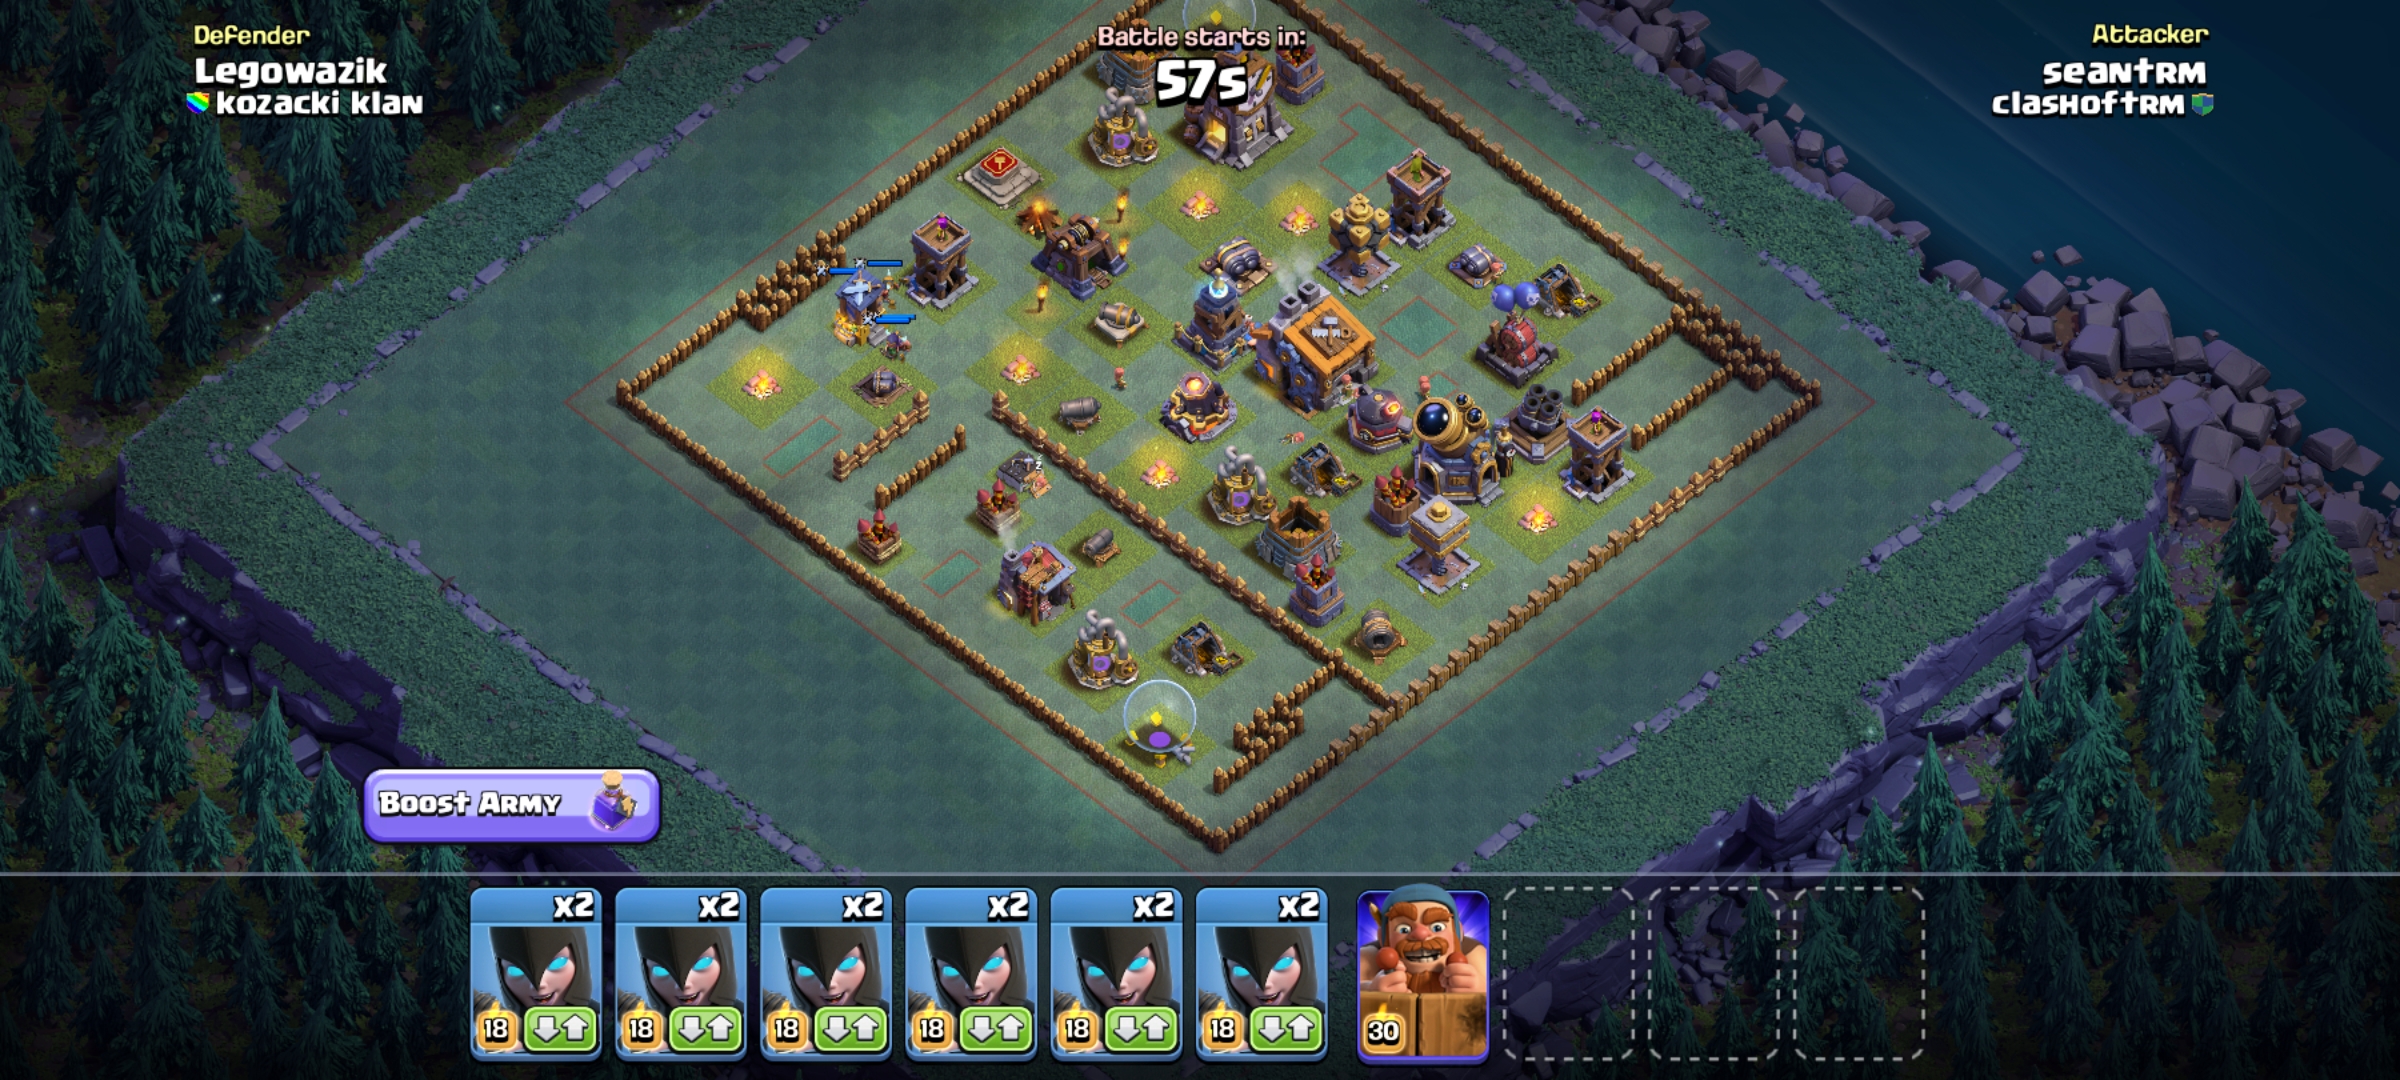 Defender
Legowazik
kozacki klan
Battle starts in:
57s
Attacker
seantRM
clashoftRM
z
Boost Army
x2
x2
x2
x2
x2
x2
18
18
18
18
18
18
30